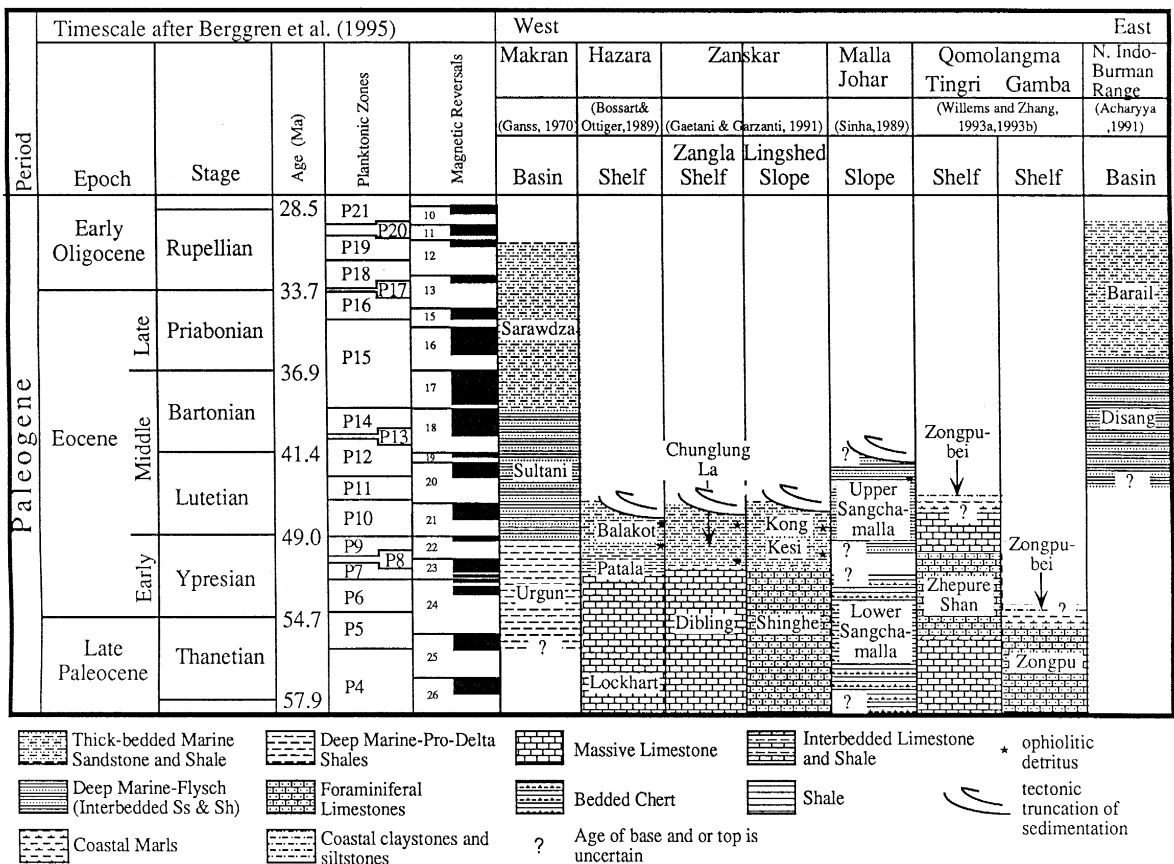 Timescale after Berggren et al. (1995)
West
East
Makran
Hazara
Zanskar
Malla
Johar
Qomolangma
Tingri
Gamba
N. Indo-
Burman
Range
(Ganss, 1970)
(Bossart&
Ottiger,1989)
(Gaetani & Garzanti, 1991)
(Sinha,1989)
(Willems and Zhang,
1993a,1993b)
(Acharyya
,1991)
Period
Epoch
Stage
Age (Ma)
Planktonic Zones
Magnetic Reversals
Basin
Shelf
Zangla
Shelf
Lingshed
Slope
Slope
Shelf
Shelf
Basin
Paleogene
Early
Oligocene
Eocene
Late
Middle
Early
Late
Paleocene
Rupellian
Priabonian
Bartonian
Lutetian
Ypresian
Thanetian
28.5
33.7
36.9
41.4
49.0
54.7
57.9
P21
P20
P19
P18
P17
P16
P15
P14
P13
P12
P11
P10
P9
P8
P7
P6
P5
P4
10
11
12
13
15
16
17
18
19
20
21
22
23
24
25
26
Sarawdza
Sultani
Urgun
?
Balakot
Patala
Lockhart
Chunglung
La
Dibling
Kong
Kesi
Shinghe
?
Upper
Sangcha-
malla
?
?
Lower
Sangcha-
malla
?
Zongpu-
bei
?
Zhepure
Shan
Zongpu-
bei
?
Zongpu
Barail
Disang
?
Thick-bedded Marine
Sandstone and Shale
Deep Marine-Flysch
(Interbedded Ss & Sh)
Coastal Marls
Deep Marine-Pro-Delta
Shales
Foraminiferal
Limestones
Coastal claystones and
siltstones
Massive Limestone
Bedded Chert
? Age of base and or top is
uncertain
Interbedded Limestone
and Shale
Shale
ophiolitic
detritus
tectonic
truncation of
sedimentation